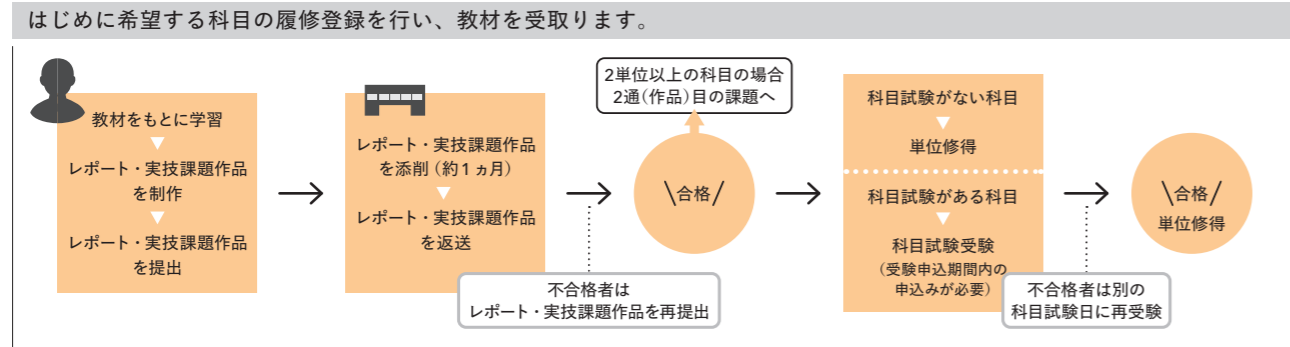 はじめに希望する科目の履修登録を行い、教材を受取ります。
教材をもとに学習
レポート・実技課題作品
を制作
レポート・実技課題作品
を提出
レポート・実技課題作品
を添削（約1ヵ月）
レポート・実技課題作品
を返送
不合格者は
レポート・実技課題作品を再提出
2単位以上の科目の場合
2通（作品）目の課題へ
\合格/
科目試験がない科目
単位修得
科目試験がある科目
科目試験受験
（受験申込期間内の
申込みが必要）
不合格者は別の
科目試験日に再受験
\合格/
単位修得